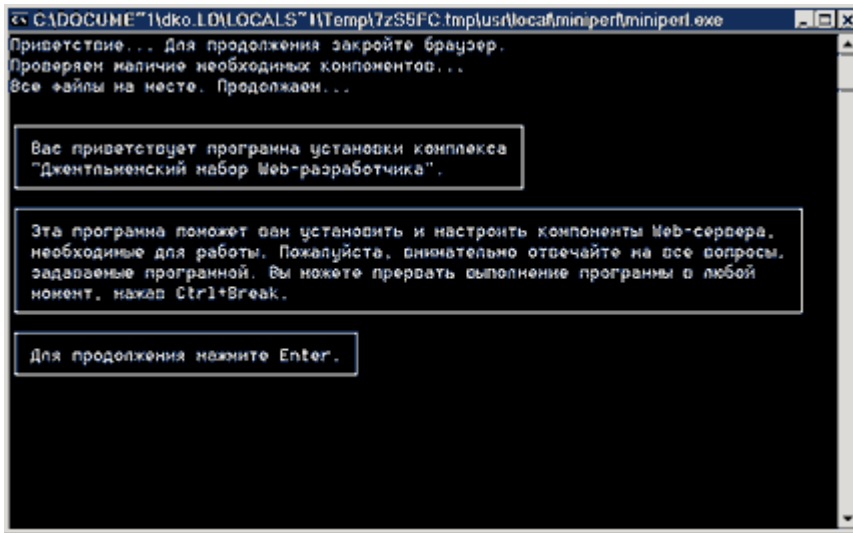 C:\DOCUME~1\dko.LO\LOCALS~1\Temp\7zS5FC.tmp\usr\local\miniperl\miniperl.exe
Приветствие... Для продолжения закройте браузер.
Проверяем наличие необходимых компонентов...
Все файлы на месте. Продолжаем...
Вас приветствует программа установки комплекса
"Джентльменский набор Web-разработчика".
Эта программа поможет вам установить и настроить компоненты Web-сервера,
необходимые для работы. Пожалуйста, внимательно отвечайте на все вопросы,
задаваемые программой. Вы можете прервать выполнение программы в любой
момент, нажав Ctrl+Break.
Для продолжения нажмите Enter.